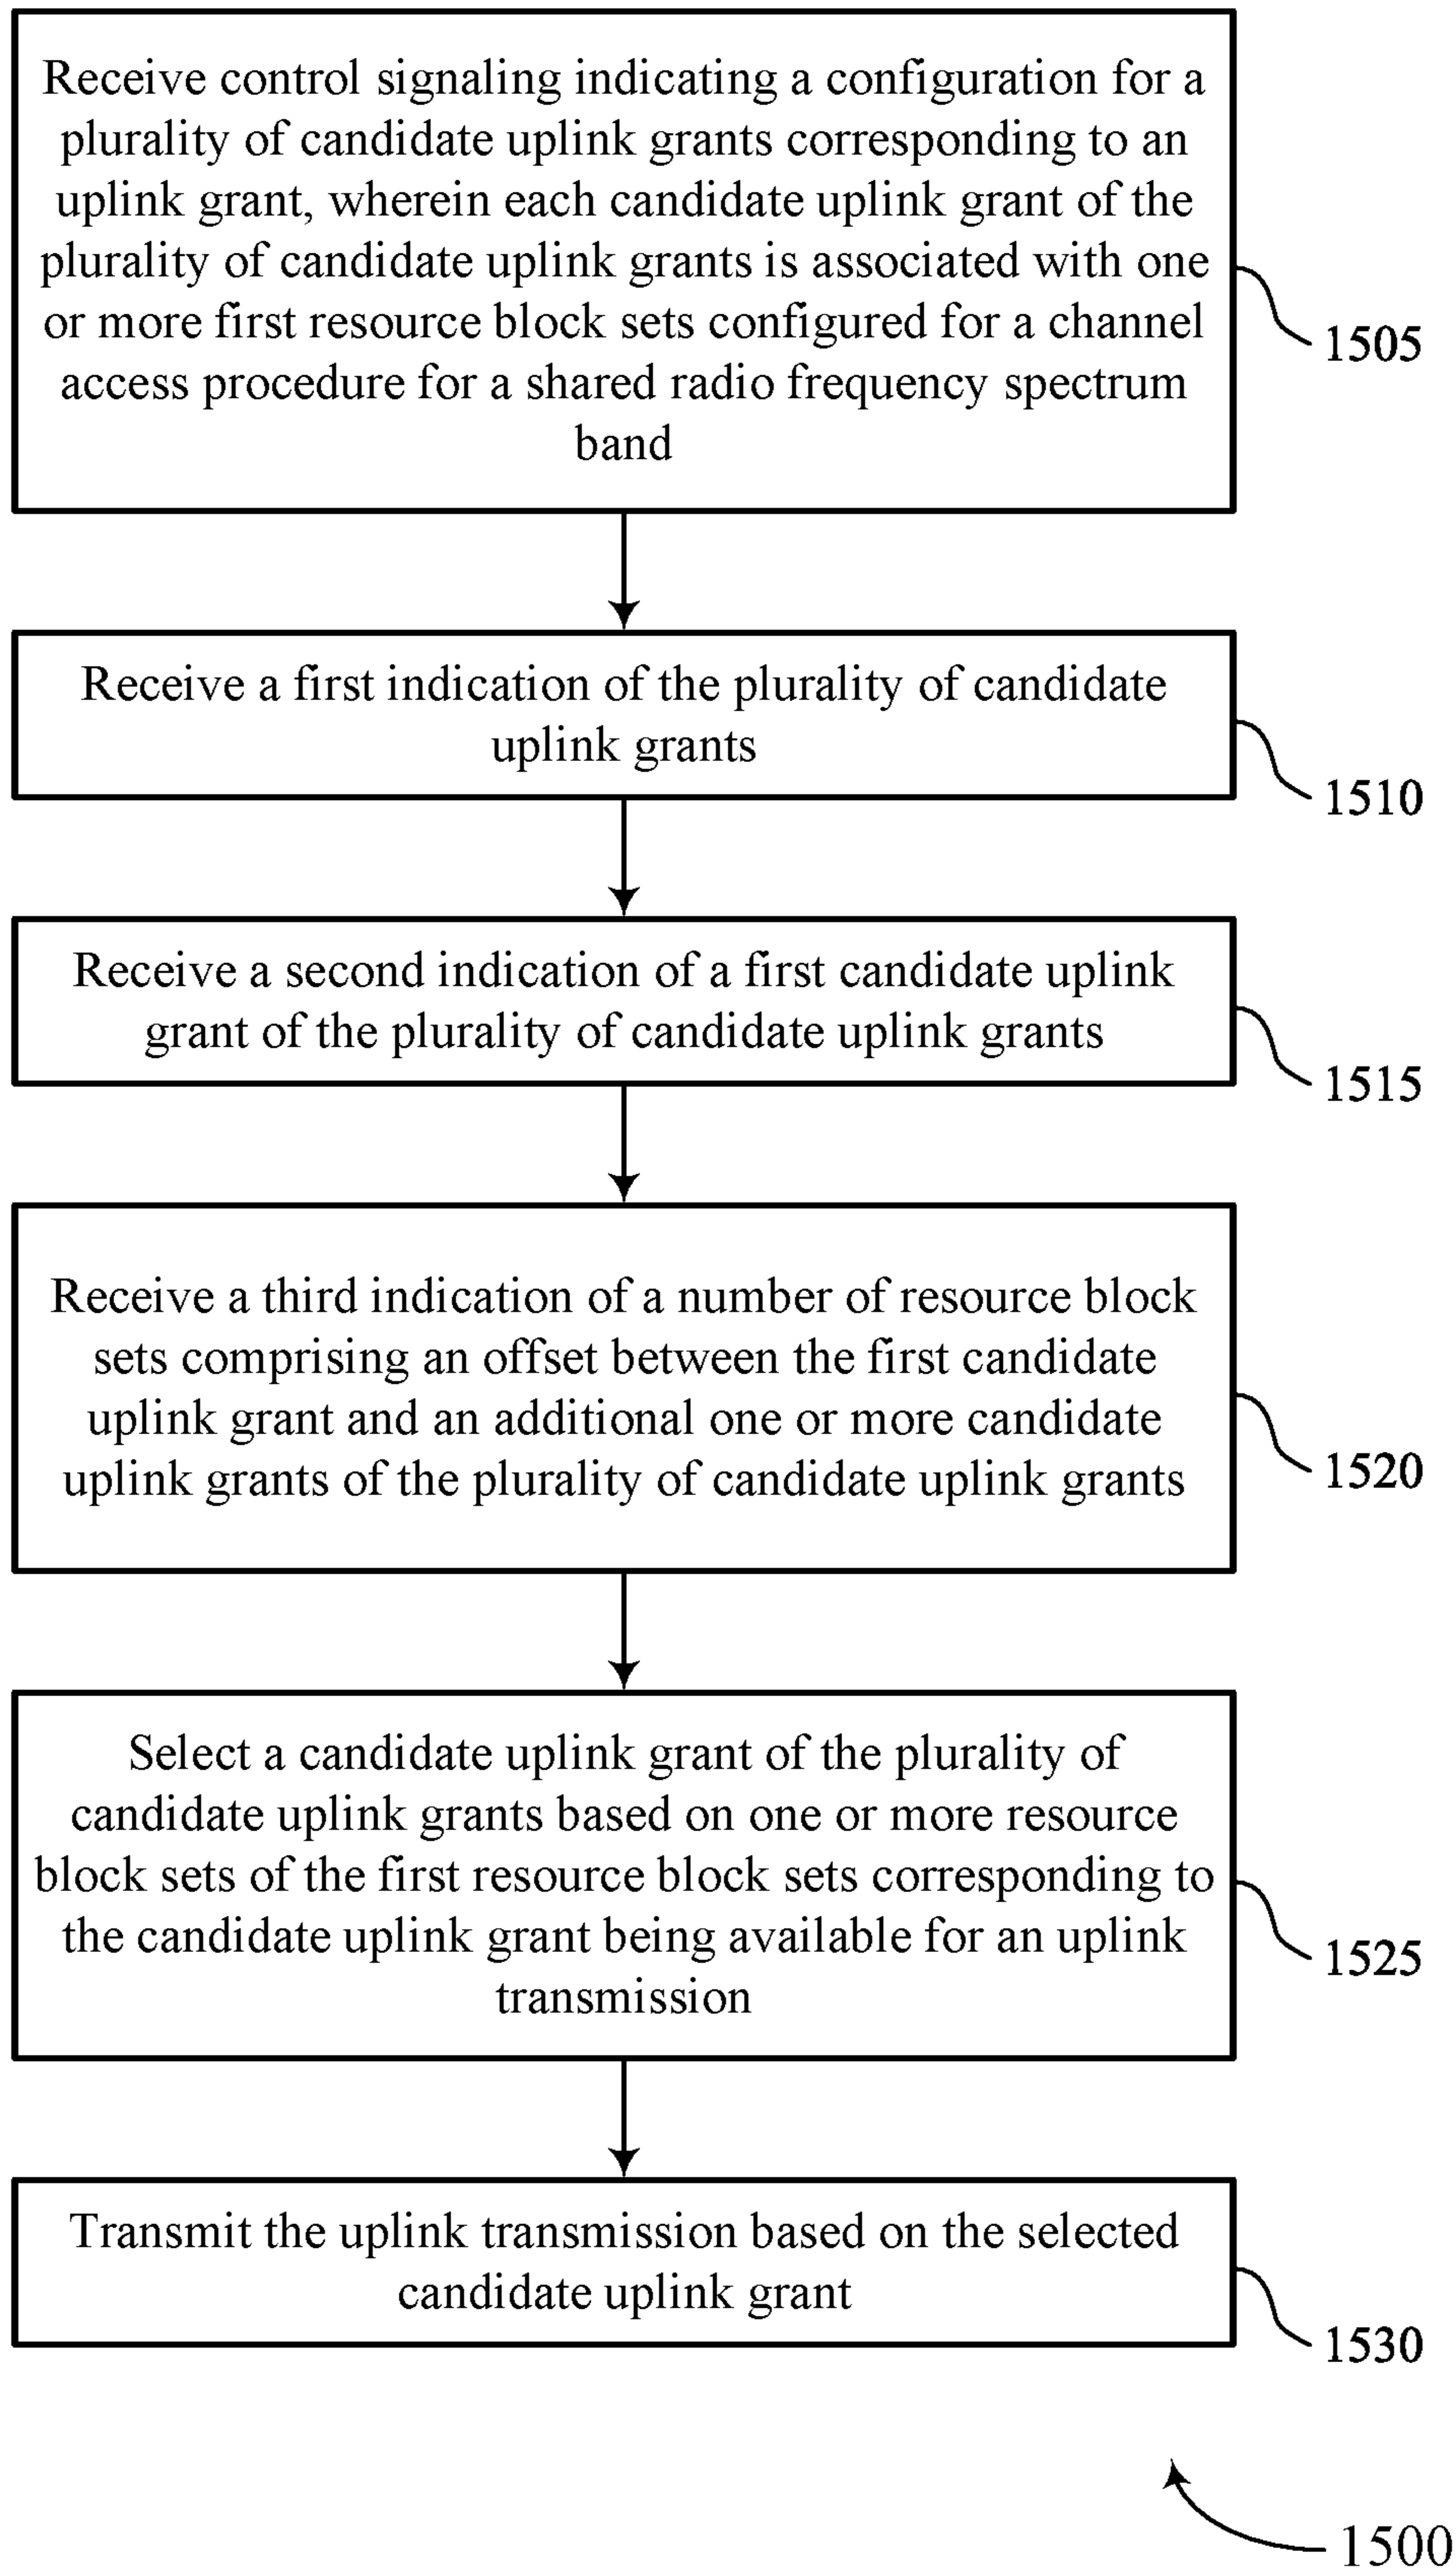 Receive control signaling indicating a configuration for a
plurality of candidate uplink grants corresponding to an
uplink grant, wherein each candidate uplink grant of the
plurality of candidate uplink grants is associated with one
or more first resource block sets configured for a channel
access procedure for a shared radio frequency spectrum
band
1505
Receive a first indication of the plurality of candidate
uplink grants
1510
Receive a second indication of a first candidate uplink
grant of the plurality of candidate uplink grants
1515
Receive a third indication of a number of resource block
sets comprising an offset between the first candidate
uplink grant and an additional one or more candidate
uplink grants of the plurality of candidate uplink grants
1520
Select a candidate uplink grant of the plurality of
candidate uplink grants based on one or more resource
block sets of the first resource block sets corresponding to
the candidate uplink grant being available for an uplink
transmission
1525
Transmit the uplink transmission based on the selected
candidate uplink grant
1530
1500